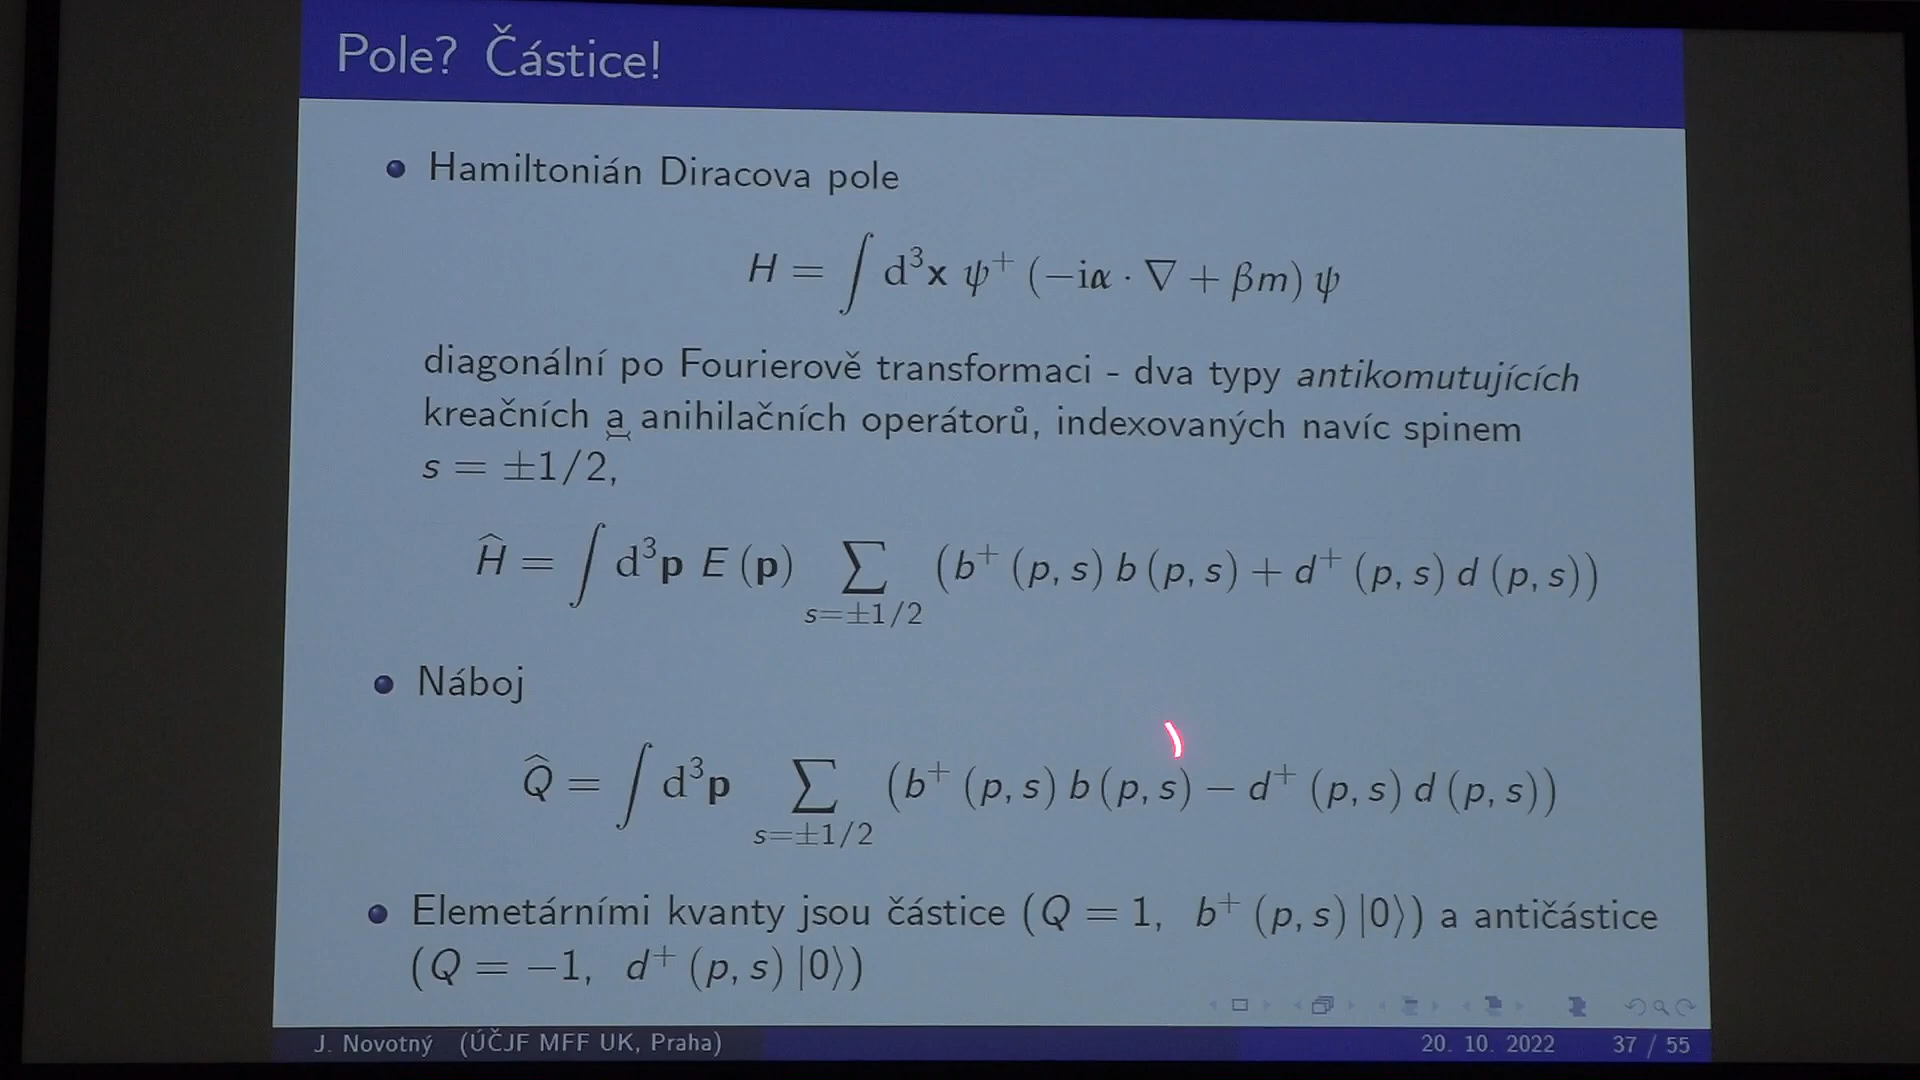 Pole? Částice!
Hamiltonián Diracova pole
H = ∫ d³x ψ⁺ (−iα · ∇ + βm) ψ
diagonální po Fourierově transformaci - dva typy antikomutujících
kreačních a anihilačních operátorů, indexovaných navíc spinem
s = ±1/2,
Ĥ = ∫ d³p E (p) ∑ (b⁺ (p, s) b (p, s) + d⁺ (p, s) d (p, s))
s=±1/2
Náboj
Q̂ = ∫ d³p ∑ (b⁺ (p, s) b (p, s) − d⁺ (p, s) d (p, s))
s=±1/2
Elemetárními kvanty jsou částice (Q = 1, b⁺ (p, s) |0⟩) a antičástice
(Q = −1, d⁺ (p, s) |0⟩)
J. Novotný (ÚČJF MFF UK, Praha) 20. 10. 2022 37 / 55